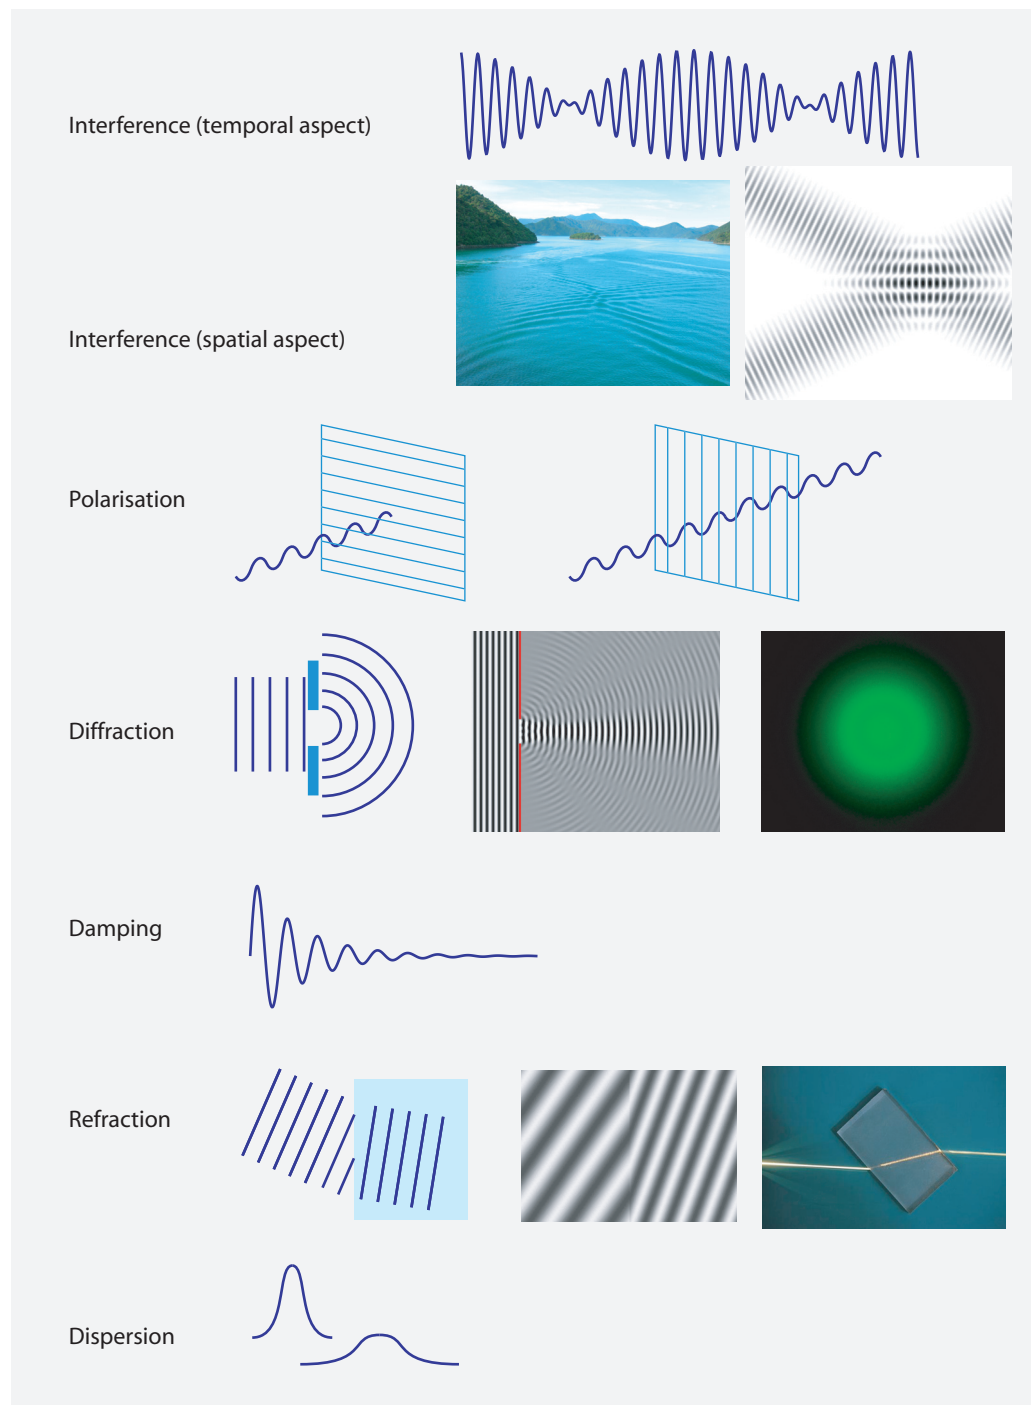 Interference (temporal aspect)
Interference (spatial aspect)
Polarisation
Diffraction
Damping
Refraction
Dispersion